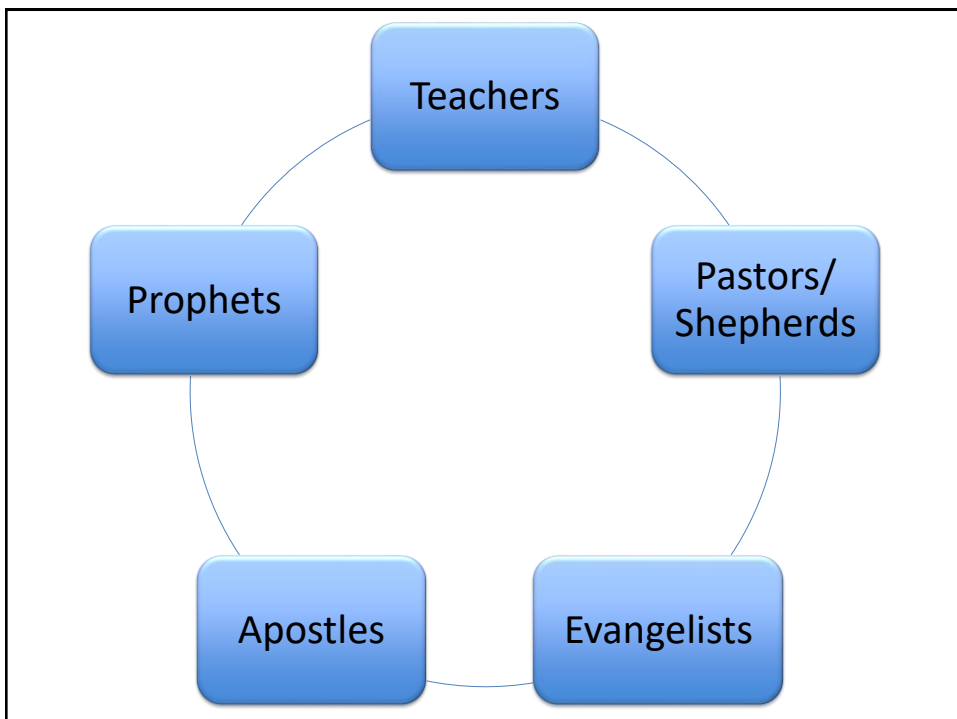 Teachers
Prophets
Pastors/
Shepherds
Apostles
Evangelists